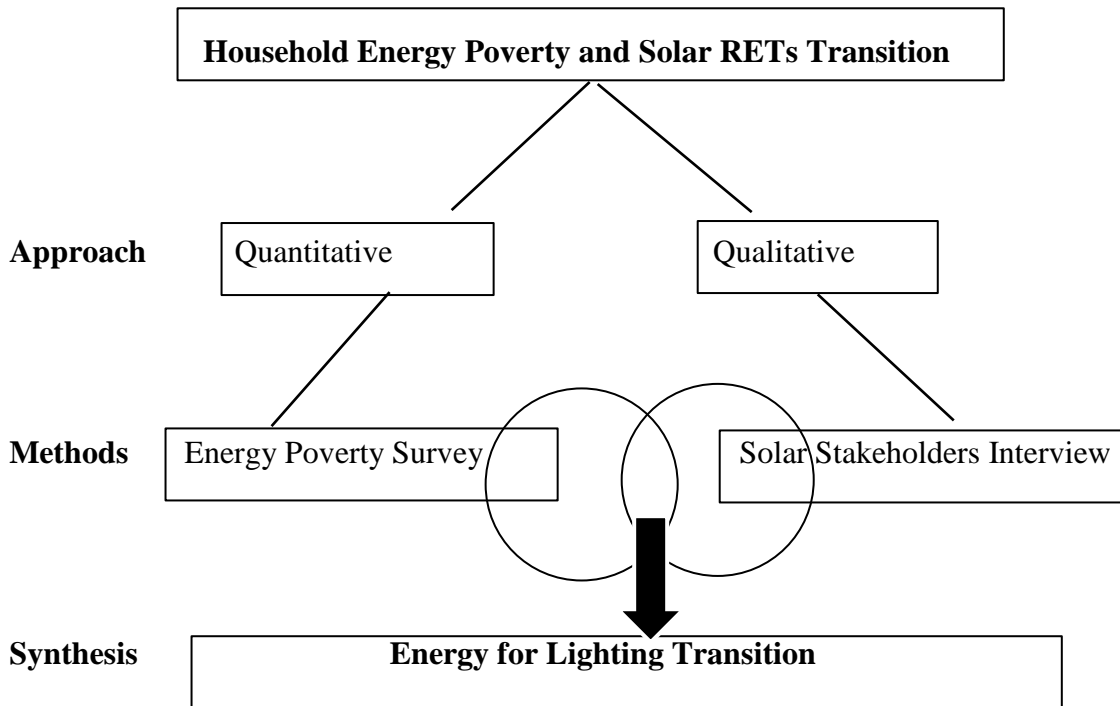 Household Energy Poverty and Solar RETs Transition
Approach
Quantitative
Qualitative
Methods
Energy Poverty Survey
Solar Stakeholders Interview
Synthesis
Energy for Lighting Transition